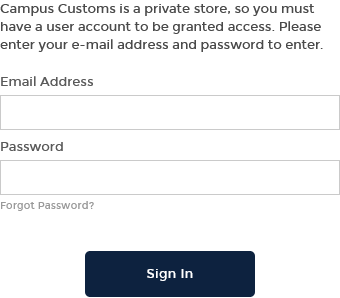 Campus Customs is a private store, so you must
have a user account to be granted access. Please
enter your e-mail address and password to enter.
Email Address
Password
Forgot Password?
Sign In